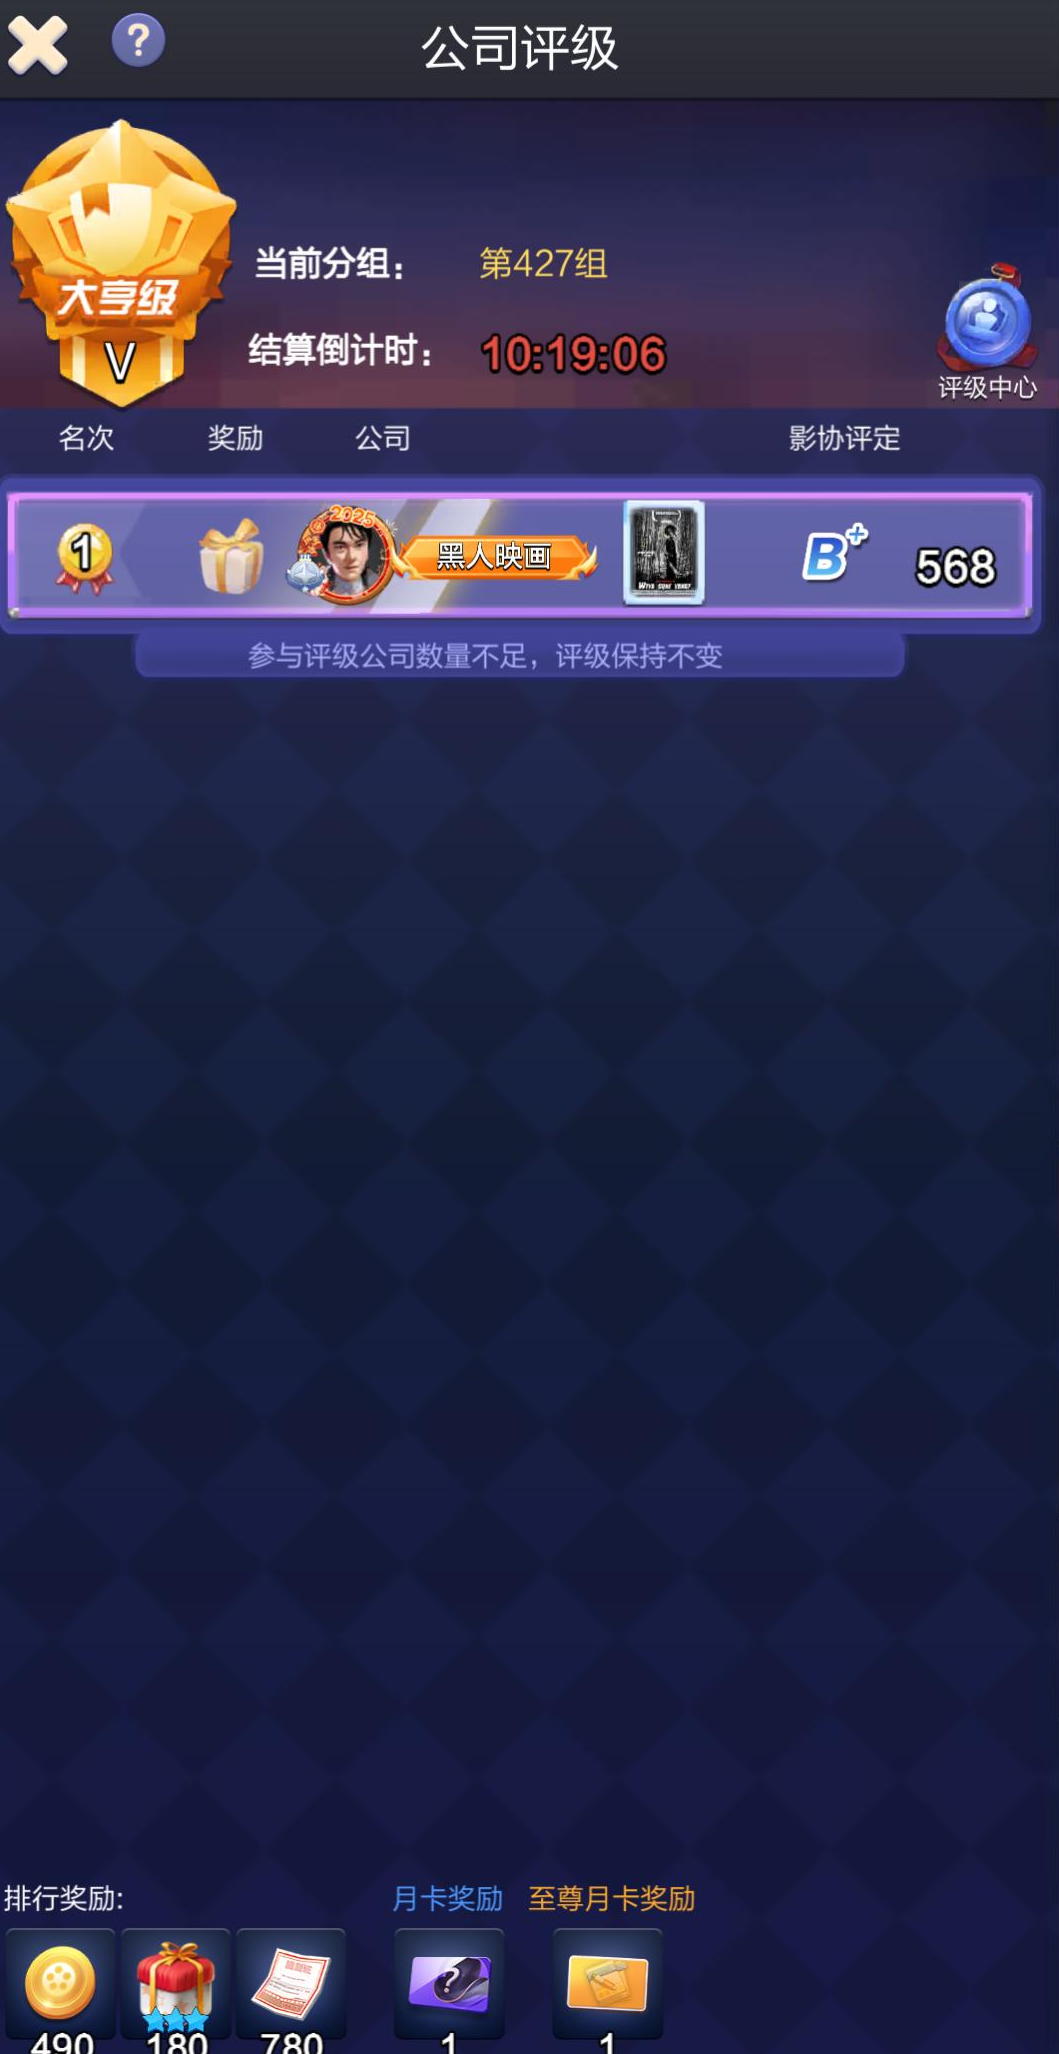 ?
公司评级
大亨级
V
当前分组：
第427组
结算倒计时：
10:19:06
评级中心
名次
奖励
公司
影协评定
1
2025
黑人映画
B+
568
参与评级公司数量不足，评级保持不变
排行奖励:
月卡奖励
至尊月卡奖励
?
490
180
780
1
1